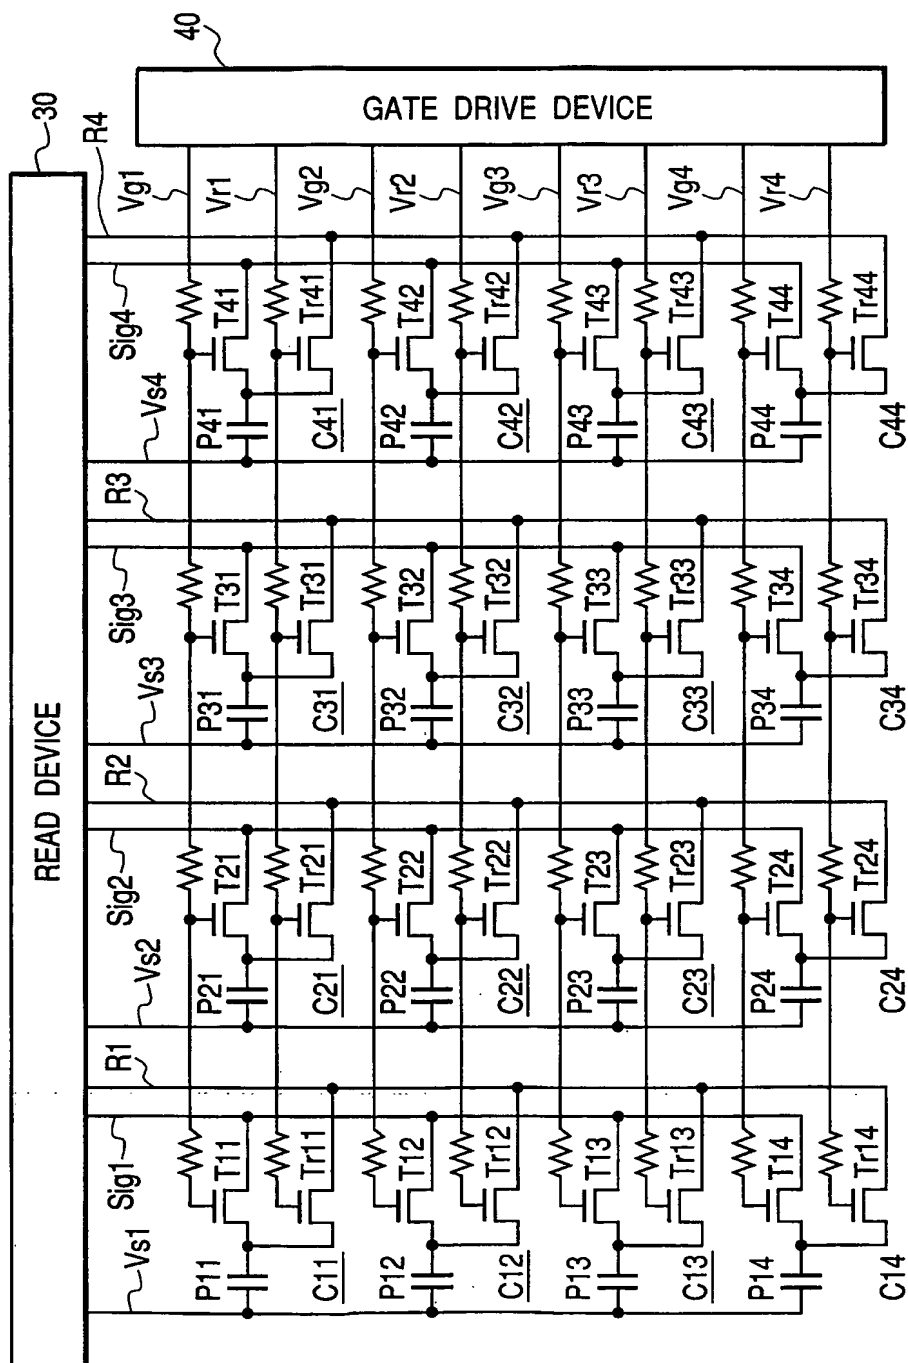 READ DEVICE
30
Vs1
Sig1
R1
Vs2
Sig2
R2
Vs3
Sig3
R3
Vs4
Sig4
R4
40
GATE DRIVE DEVICE
Vg1
Vr1
Vg2
Vr2
Vg3
Vr3
Vg4
Vr4
P11
T11
P21
T21
P31
T31
P41
T41
Tr11
Tr21
Tr31
Tr41
C11
C21
C31
C41
P12
T12
P22
T22
P32
T32
P42
T42
Tr12
Tr22
Tr32
Tr42
C12
C22
C32
C42
P13
T13
P23
T23
P33
T33
P43
T43
Tr13
Tr23
Tr33
Tr43
C13
C23
C33
C43
P14
T14
P24
T24
P34
T34
P44
T44
Tr14
Tr24
Tr34
Tr44
C14
C24
C34
C44